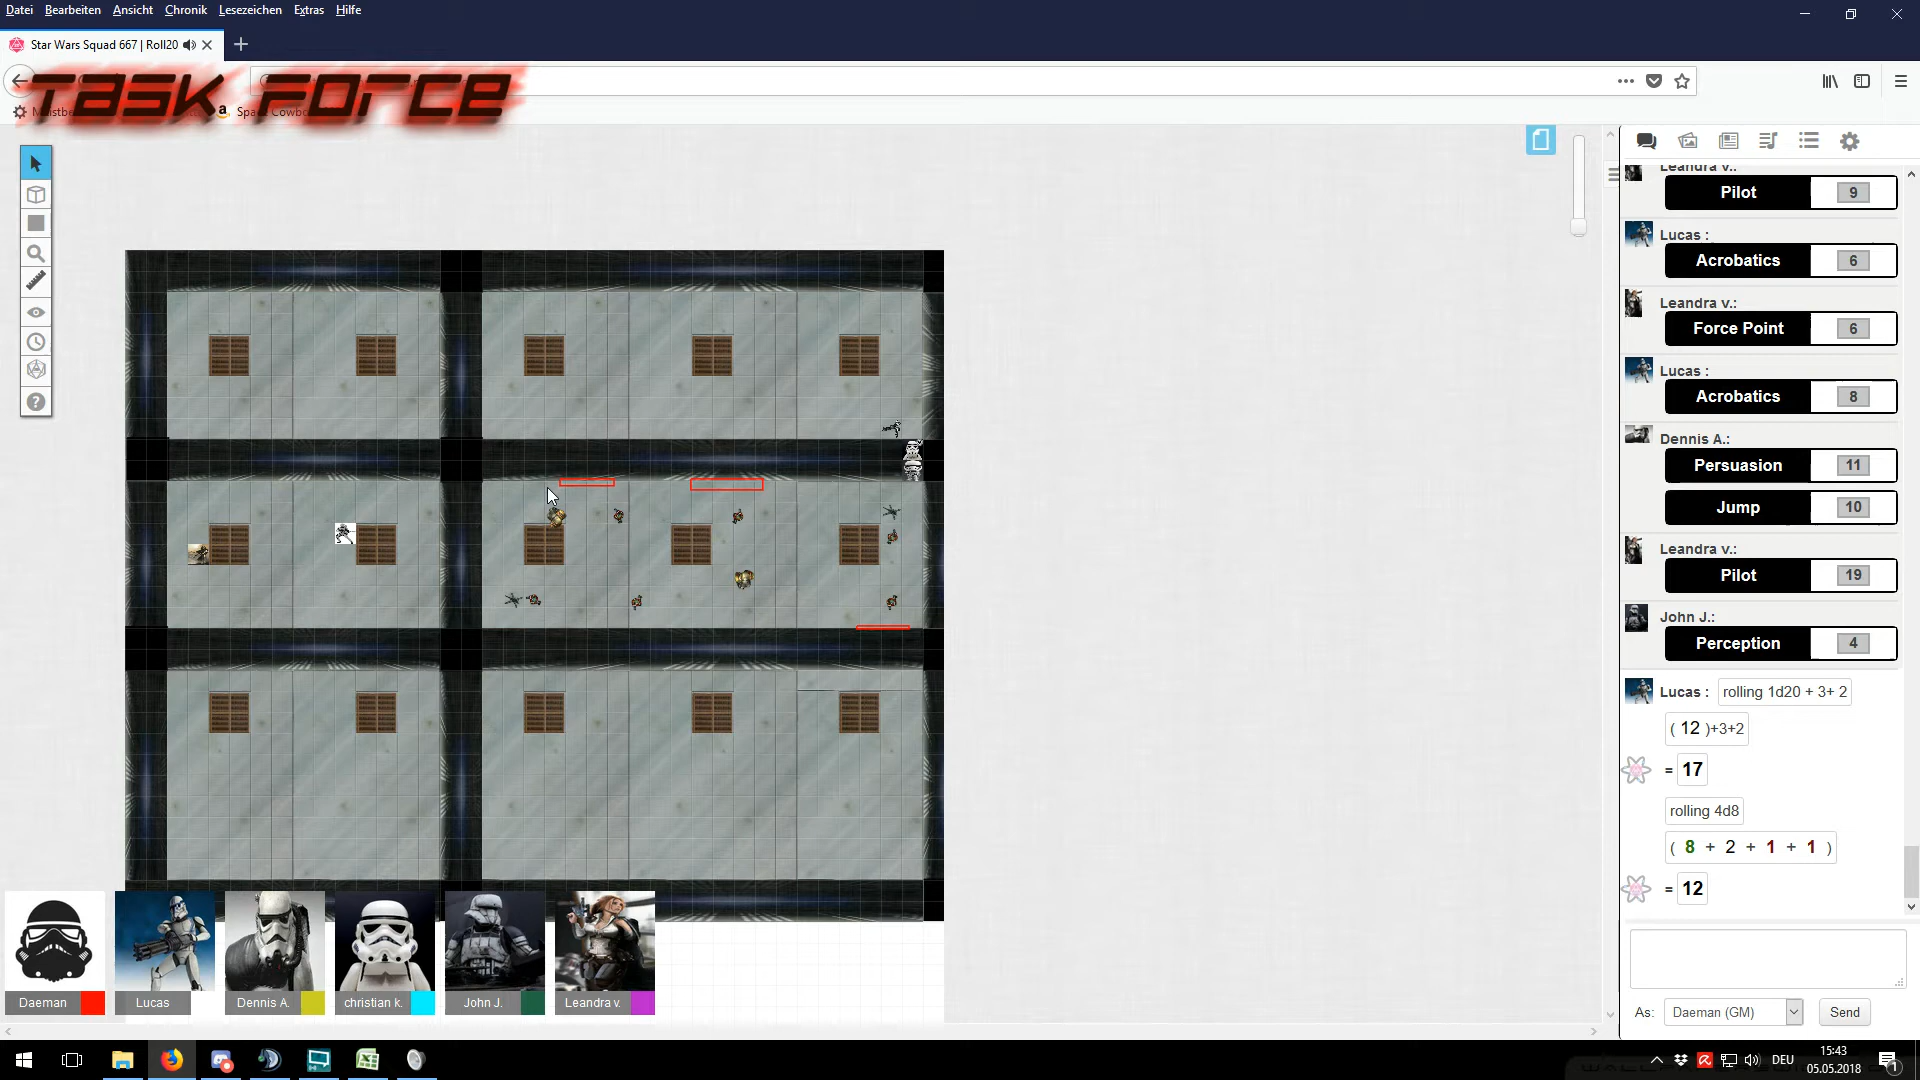 Datei Bearbeiten Ansicht Chronik Lesezeichen Extras Hilfe
Star Wars Squad 667 | Roll20
TASK FORCE
Leandra v.:
Pilot 9
Lucas :
Acrobatics 6
Leandra v.:
Force Point 6
Lucas :
Acrobatics 8
Dennis A.:
Persuasion 11
Jump 10
Leandra v.:
Pilot 19
John J.:
Perception 4
Lucas : rolling 1d20 + 3+ 2
( 12 )+3+2
= 17
rolling 4d8
( 8 + 2 + 1 + 1 )
= 12
Daeman Lucas Dennis A. christian k. John J. Leandra v.
As: Daeman (GM) Send
DEU
15:43
05.05.2018
1